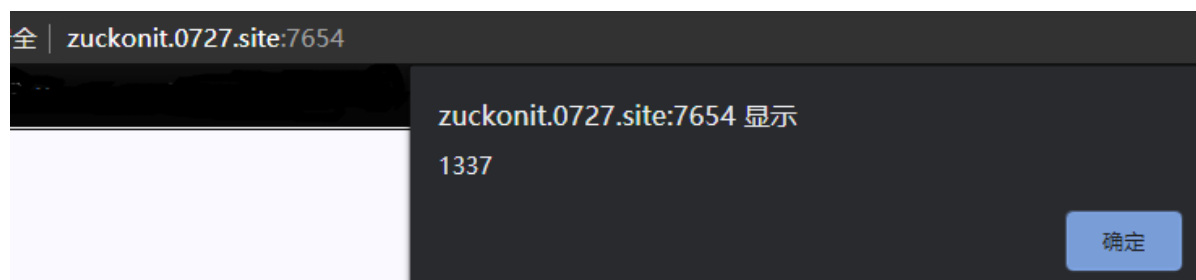 全 | zuckonit.0727.site:7654
zuckonit.0727.site:7654 显示
1337
确定